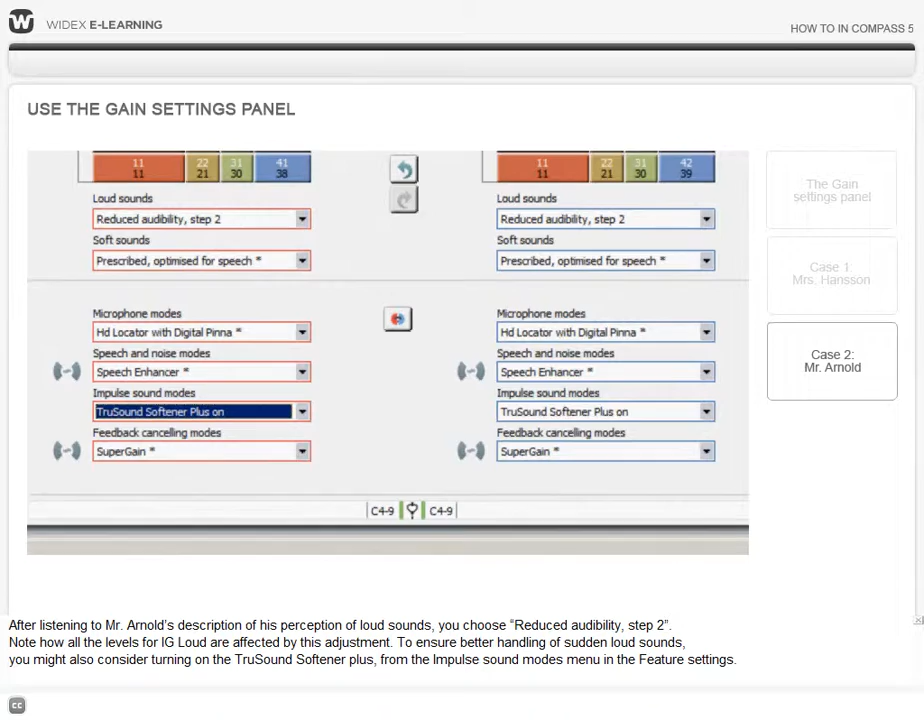 W WIDEX E-LEARNING
HOW TO IN COMPASS 5
USE THE GAIN SETTINGS PANEL
11 22 31 41
11 21 30 38
11 22 31 42
11 21 30 39
Loud sounds
Reduced audibility, step 2
Soft sounds
Prescribed, optimised for speech *
Loud sounds
Reduced audibility, step 2
Soft sounds
Prescribed, optimised for speech *
Microphone modes
Hd Locator with Digital Pinna *
Speech and noise modes
Speech Enhancer *
Impulse sound modes
TruSound Softener Plus on
Feedback cancelling modes
SuperGain *
Microphone modes
Hd Locator with Digital Pinna *
Speech and noise modes
Speech Enhancer *
Impulse sound modes
TruSound Softener Plus on
Feedback cancelling modes
SuperGain *
C4-9 C4-9
The Gain
settings panel
Case 1:
Mrs. Hansson
Case 2:
Mr. Arnold
After listening to Mr. Arnold's description of his perception of loud sounds, you choose “Reduced audibility, step 2”.
Note how all the levels for IG Loud are affected by this adjustment. To ensure better handling of sudden loud sounds,
you might also consider turning on the TruSound Softener plus, from the Impulse sound modes menu in the Feature settings.
cc